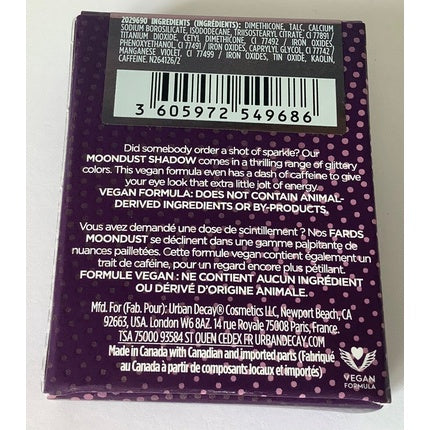 2029690 INGREDIENTS (INGRÉDIENTS): DIMETHICONE, TALC, CALCIUM
SODIUM BOROSILICATE, ISODODECANE, TRIISOSTEARYL CITRATE, CI 77891 /
TITANIUM DIOXIDE, CETYL DIMETHICONE, CI 77492 / IRON OXIDES,
PHENOXYETHANOL, CI 77491 / IRON OXIDES, CAPRYLYL GLYCOL, CI 77742 /
MANGANESE VIOLET, CI 77499 / IRON OXIDES, TIN OXIDE, KAOLIN,
CAFFEINE. N264126/2
3 605972 549686
Did somebody order a shot of sparkle? Our
MOONDUST SHADOW comes in a thrilling range of glittery
colors. This vegan formula even has a dash of caffeine to give
your eye look that extra little jolt of energy.
VEGAN FORMULA: DOES NOT CONTAIN ANIMAL-
DERIVED INGREDIENTS OR BY-PRODUCTS.
Vous avez demandé une dose de scintillement ? Nos FARDS
MOONDUST se déclinent dans une gamme palpitante de
nuances pailletées. Cette formule vegan contient également un
trait de caféine, pour un regard encore plus pétillant.
FORMULE VEGAN : NE CONTIENT AUCUN INGRÉDIENT
OU DÉRIVÉ D'ORIGINE ANIMALE.
Mfd. For (Fab. Pour): Urban Decay® Cosmetics LLC, Newport Beach, CA
92663, USA. London W6 8AZ. 14 rue Royale 75008 Paris, France.
TSA 75000 93584 ST OUEN CEDEX FR URBANDECAY.COM
Made in Canada with Canadian and imported parts (Fabriqué
au Canada à partir de composants locaux et importés)
VEGAN
FORMULA